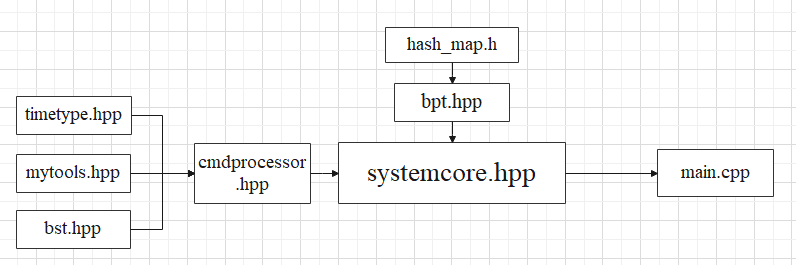 hash_map.h
timetype.hpp
bpt.hpp
mytools.hpp
cmdprocessor
.hpp
systemcore.hpp
main.cpp
bst.hpp